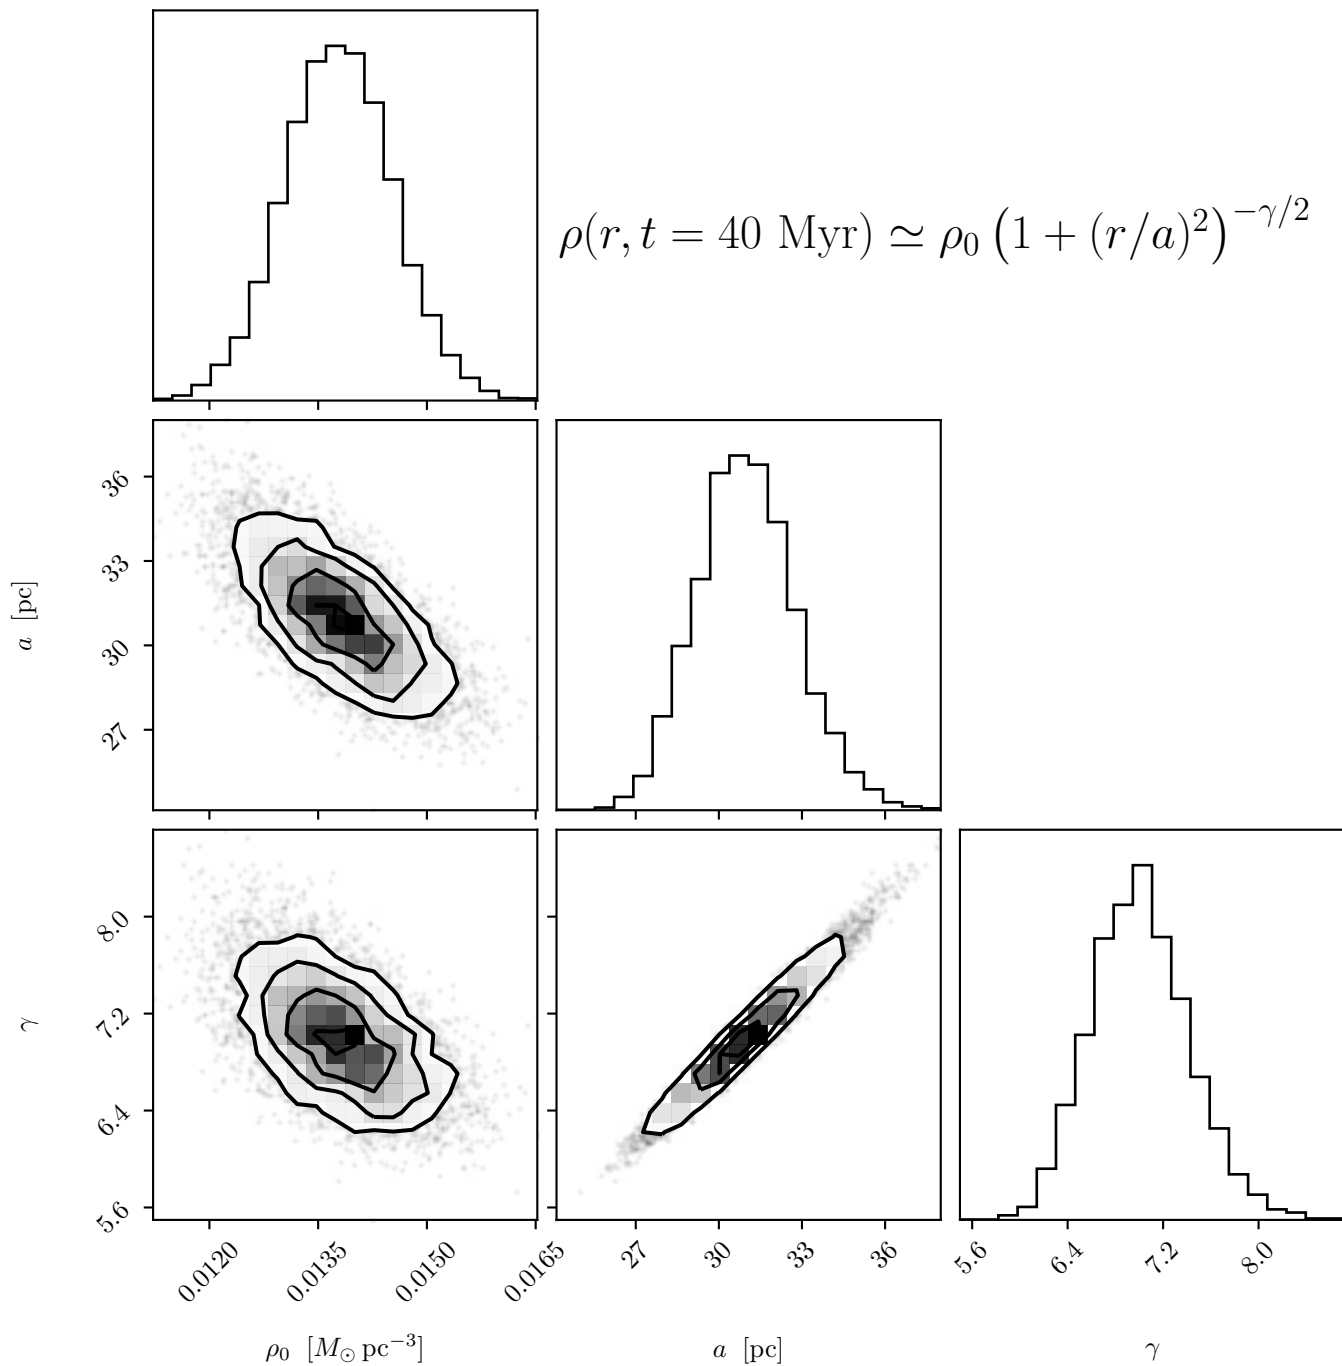 ρ(r, t = 40 Myr) ≃ ρ₀ (1 + (r/a)²)^{−γ/2}
36
33
30
27
a [pc]
8.0
7.2
6.4
5.6
γ
0.0120 0.0135 0.0150 0.0165
27 30 33 36
5.6 6.4 7.2 8.0
ρ₀ [M☉ pc⁻³]
a [pc]
γ